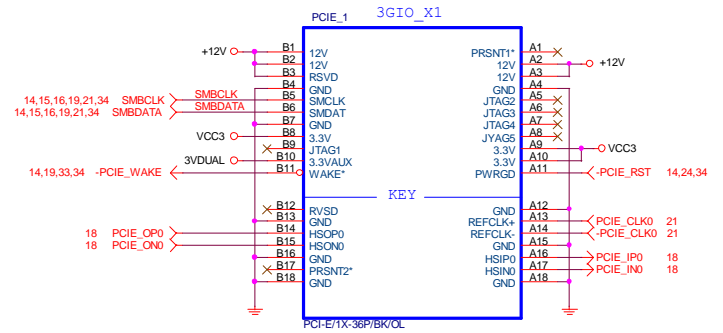 PCIE_1 3GIO_X1
+12V B1 12V PRSNT1* A1
B2 12V 12V A2 +12V
B3 RSVD 12V A3
B4 GND GND A4
14,15,16,19,21,34 SMBCLK SMBCLK B5 SMCLK JTAG2 A5
14,15,16,19,21,34 SMBDATA SMBDATA B6 SMDAT JTAG3 A6
B7 GND JTAG4 A7
VCC3 B8 3.3V JYAG5 A8
B9 JTAG1 3.3V A9 VCC3
3VDUAL B10 3.3VAUX 3.3V A10
14,19,33,34 -PCIE_WAKE B11 WAKE* PWRGD A11 -PCIE_RST 14,24,34
KEY
B12 RVSD GND A12
B13 GND REFCLK+ A13 PCIE_CLK0 21
18 PCIE_OP0 B14 HSOP0 REFCLK- A14 -PCIE_CLK0 21
18 PCIE_ON0 B15 HSON0 GND A15
B16 GND HSIP0 A16 PCIE_IP0 18
B17 PRSNT2* HSIN0 A17 PCIE_IN0 18
B18 GND GND A18
PCI-E/1X-36P/BK/OL